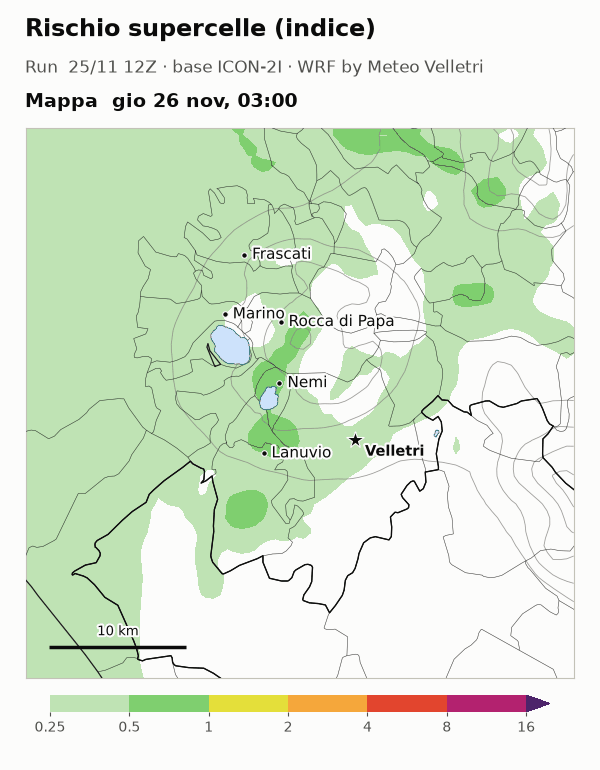 Rischio supercelle (indice)
Run  25/11 12Z · base ICON-2I · WRF by Meteo Velletri
Mappa  gio 26 nov, 03:00
Frascati
Marino
Rocca di Papa
Nemi
Velletri
Lanuvio
10 km
0.25 0.5 1 2 4 8 16